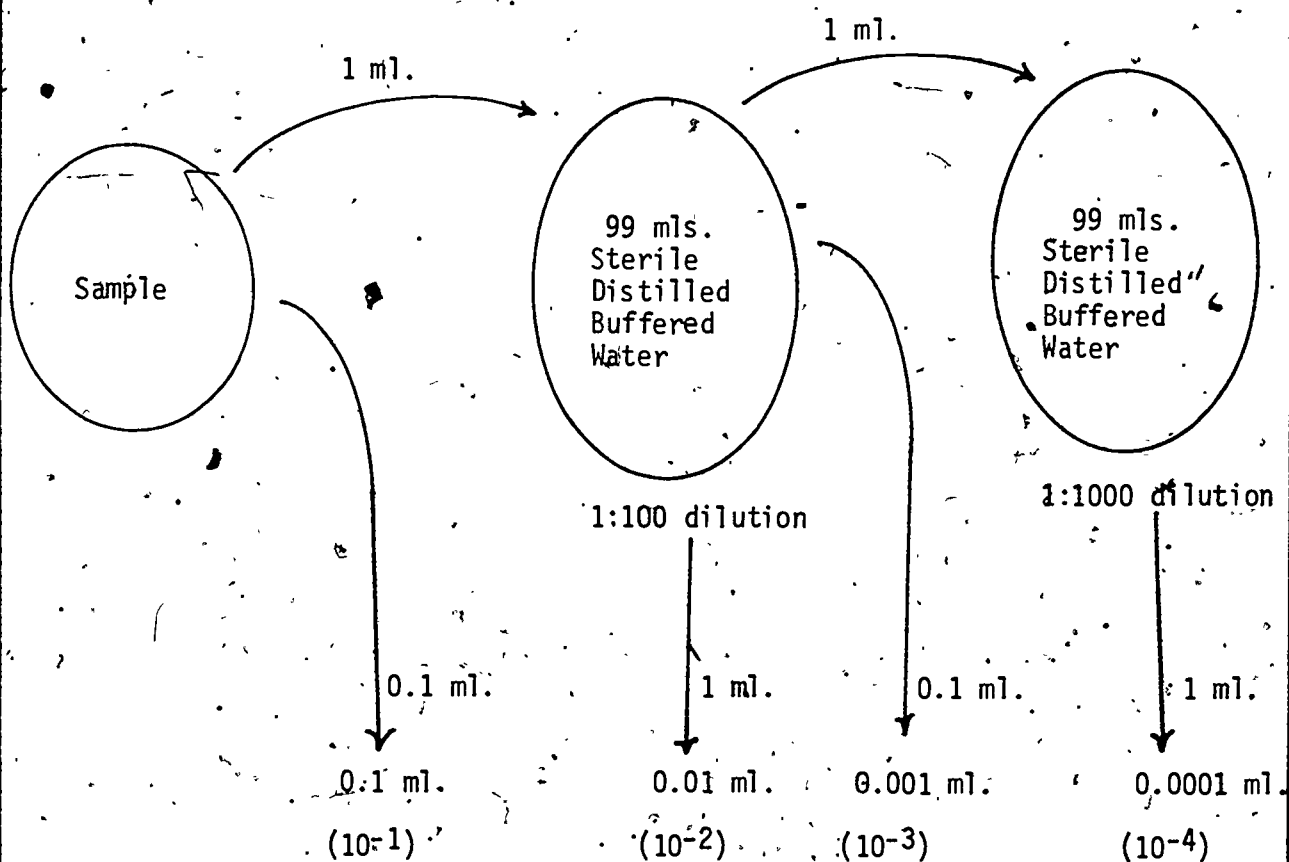 1 ml.
1 ml.
Sample
99 mls.
Sterile
Distilled
Buffered
Water
99 mls.
Sterile
Distilled
Buffered
Water
1:100 dilution
1:1000 dilution
0.1 ml.
1 ml.
0.1 ml.
1 ml.
0.1 ml.
0.01 ml.
0.001 ml.
0.0001 ml.
(10-1)
(10-2)
(10-3)
(10-4)